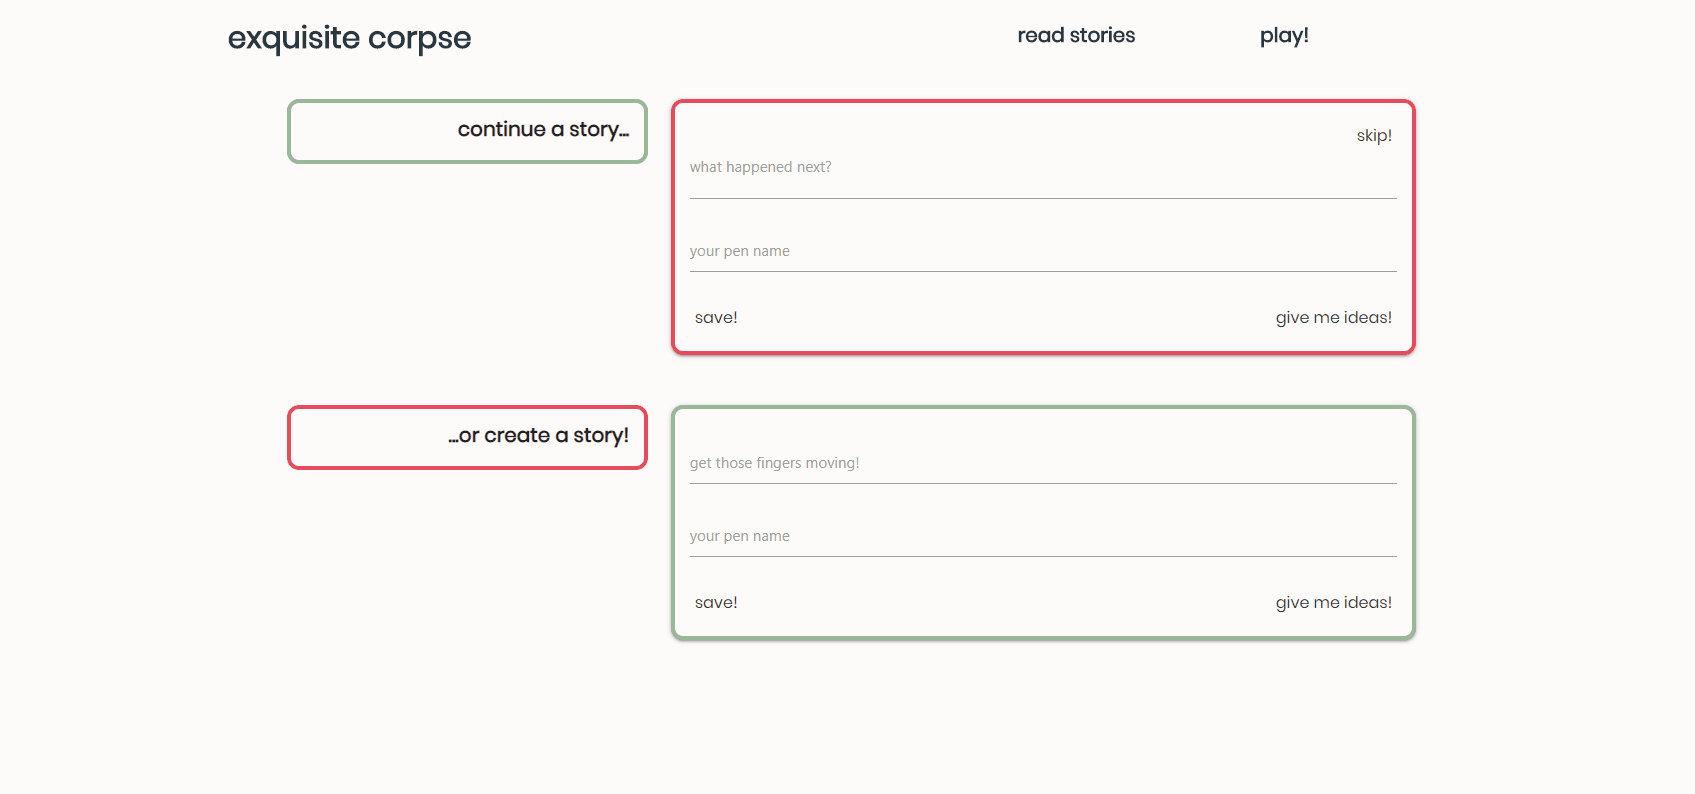 exquisite corpse
read stories
play!
continue a story...
skip!
what happened next?
your pen name
save!
give me ideas!
...or create a story!
get those fingers moving!
your pen name
save!
give me ideas!